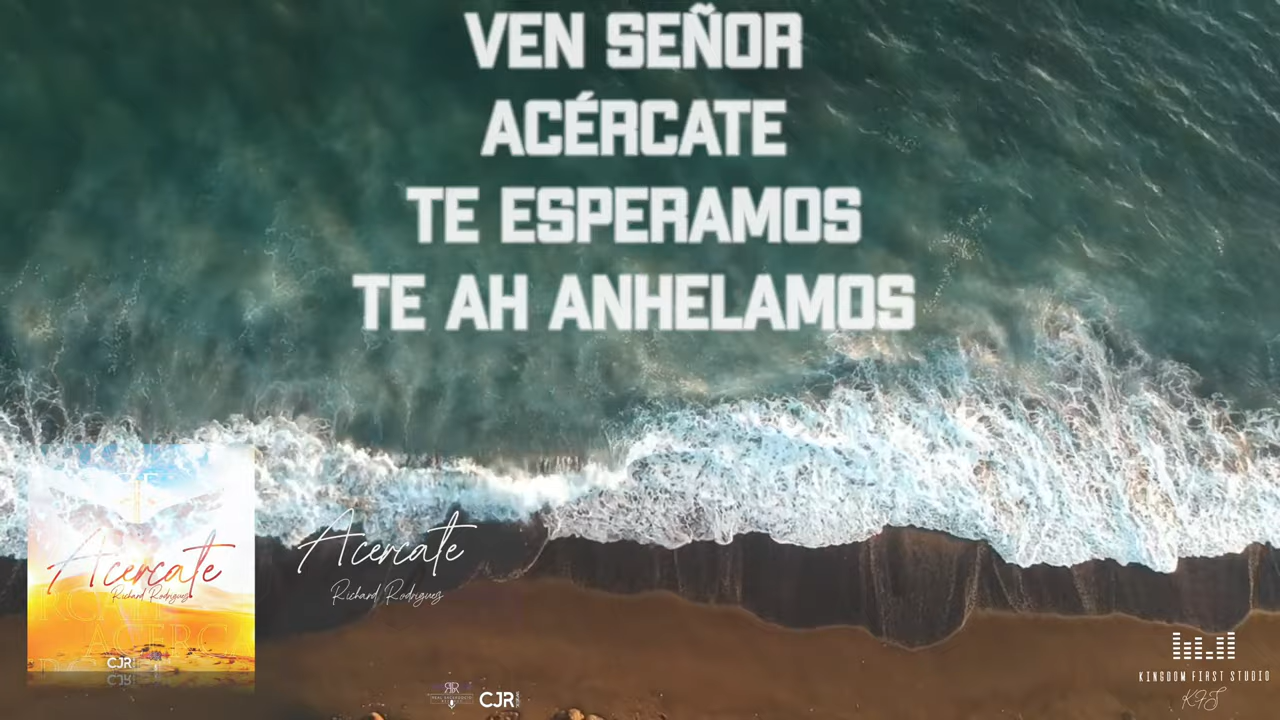 VEN SEÑOR
ACÉRCATE
TE ESPERAMOS
TE AH ANHELAMOS
Acercate
Richard Rodriguez
Acercate
Richard Rodriguez
ACERC
CJR
CJR
KINGDOM FIRST STUDIO
KFS